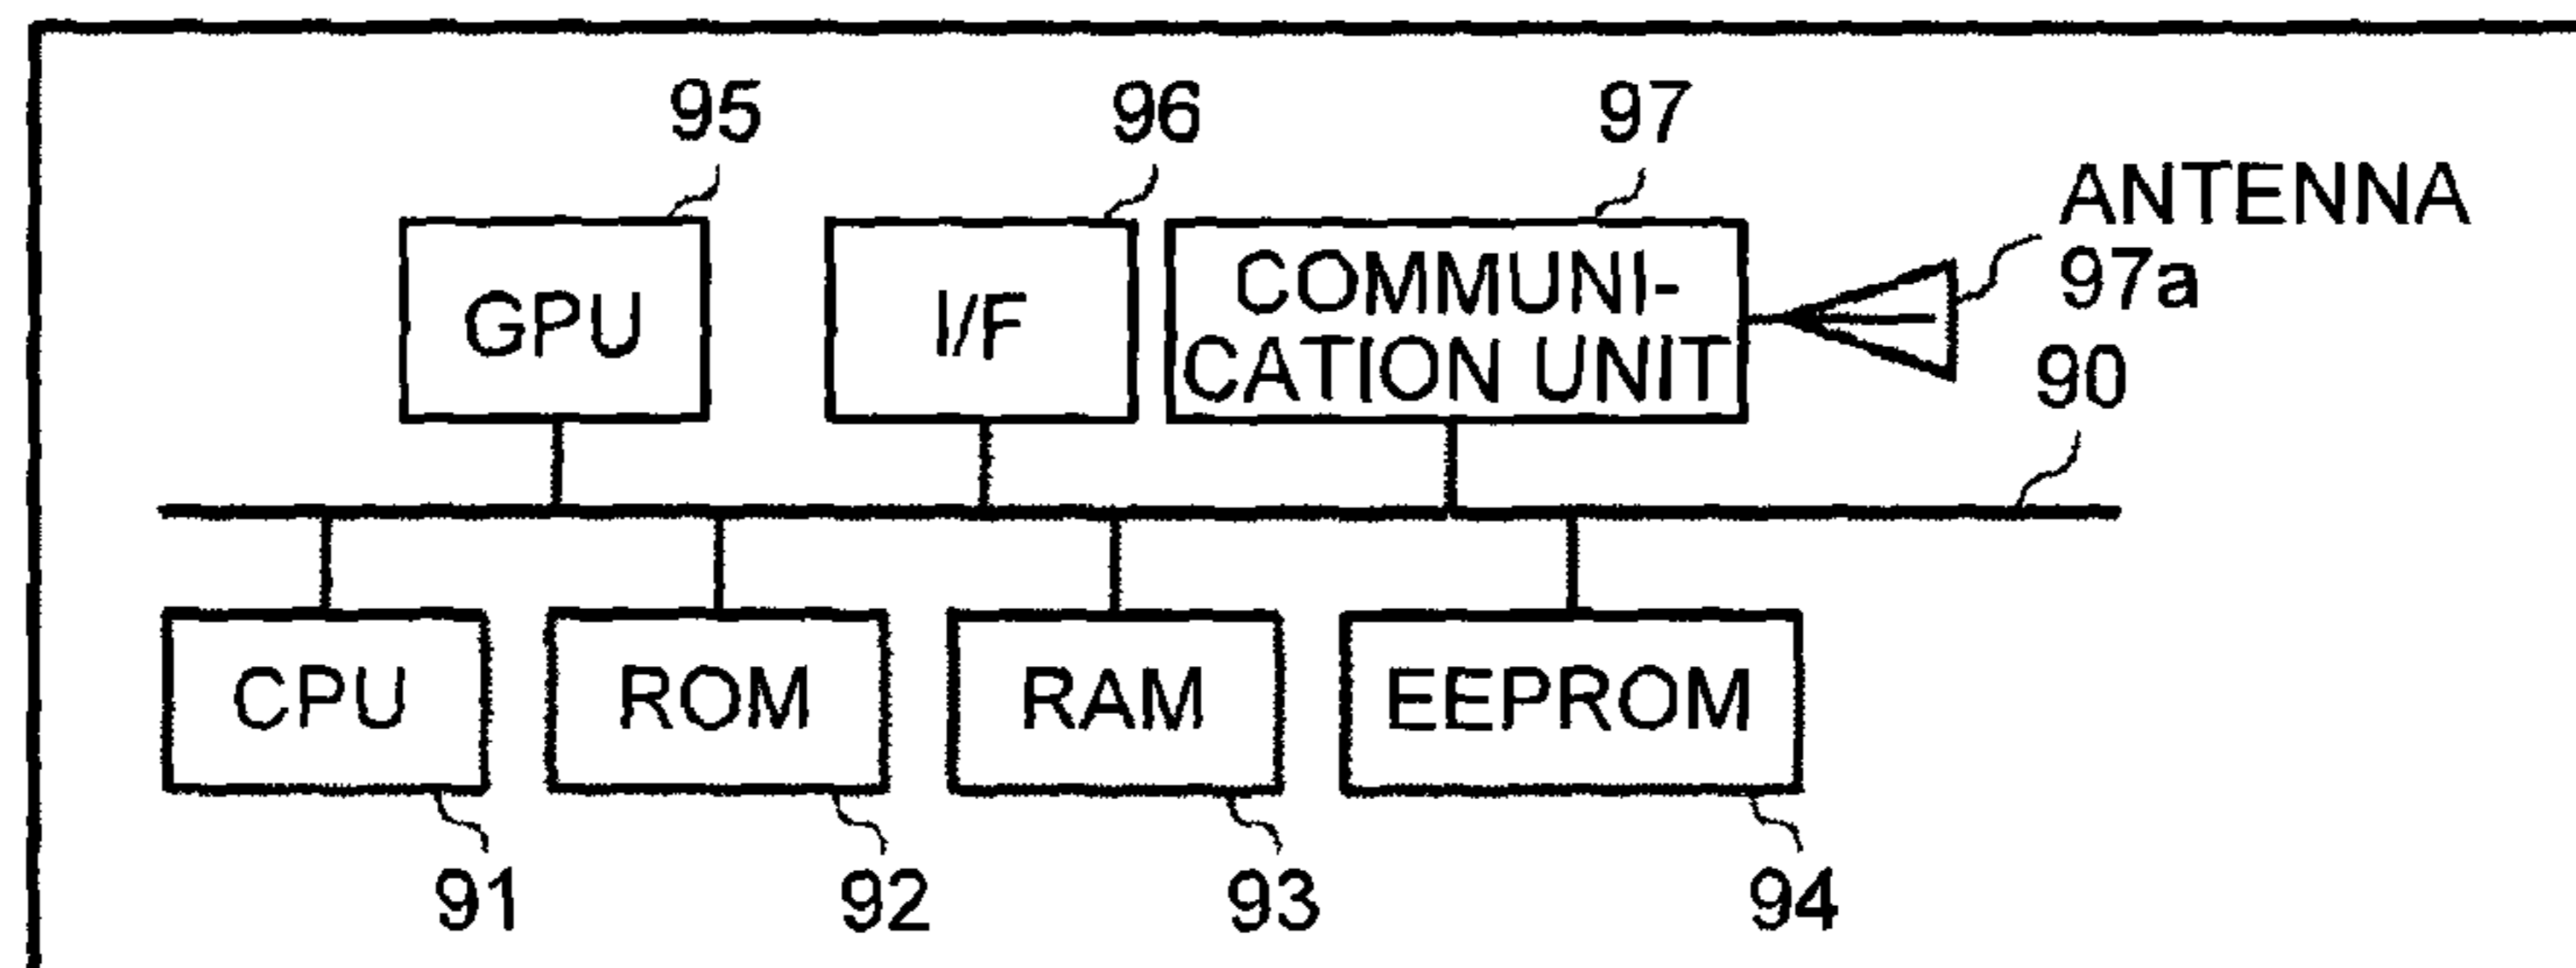 95
96
97
ANTENNA
97a
GPU
I/F
COMMUNI-
CATION UNIT
90
CPU
ROM
RAM
EEPROM
91
92
93
94